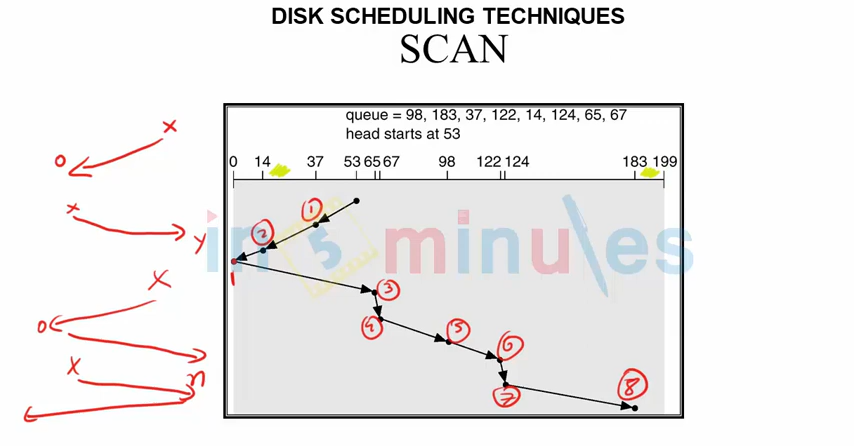 DISK SCHEDULING TECHNIQUES
SCAN
queue = 98, 183, 37, 122, 14, 124, 65, 67
head starts at 53
0 14 37 53 65 67 98 122 124 183 199
in 5 minutes
x
0
x
y
x
0
x
n
1
2
3
4
5
6
7
8